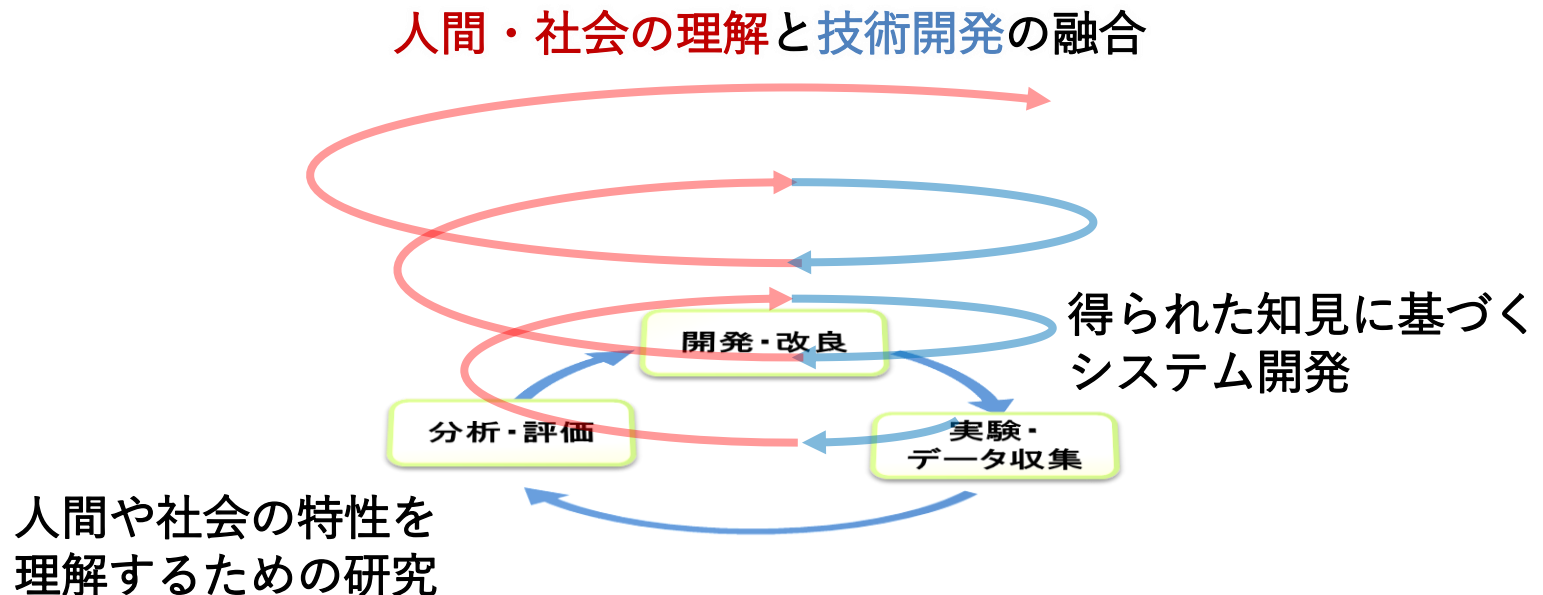 人間・社会の理解と技術開発の融合
得られた知見に基づく
システム開発
開発・改良
分析・評価
実験・
データ収集
人間や社会の特性を
理解するための研究